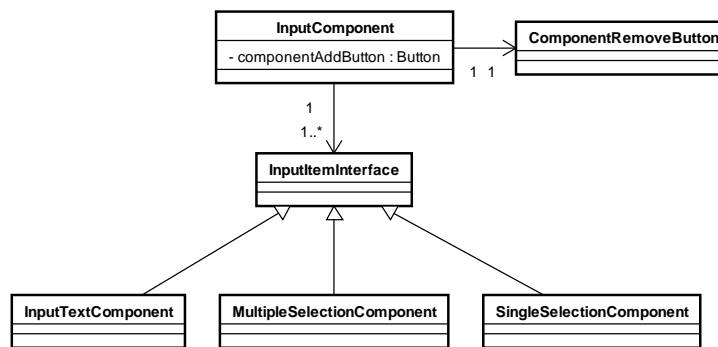 InputComponent
- componentAddButton : Button
ComponentRemoveButton
1 1
1
1..*
InputItemInterface
InputTextComponent
MultipleSelectionComponent
SingleSelectionComponent